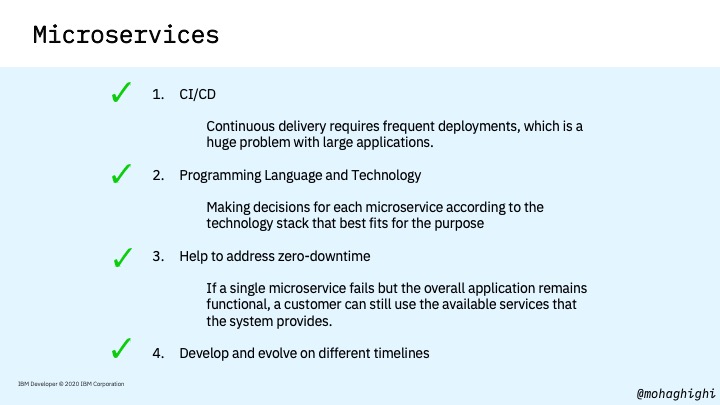 Microservices
1. CI/CD
Continuous delivery requires frequent deployments, which is a
huge problem with large applications.
2. Programming Language and Technology
Making decisions for each microservice according to the
technology stack that best fits for the purpose
3. Help to address zero-downtime
If a single microservice fails but the overall application remains
functional, a customer can still use the available services that
the system provides.
4. Develop and evolve on different timelines
IBM Developer © 2020 IBM Corporation
@mohaghighi